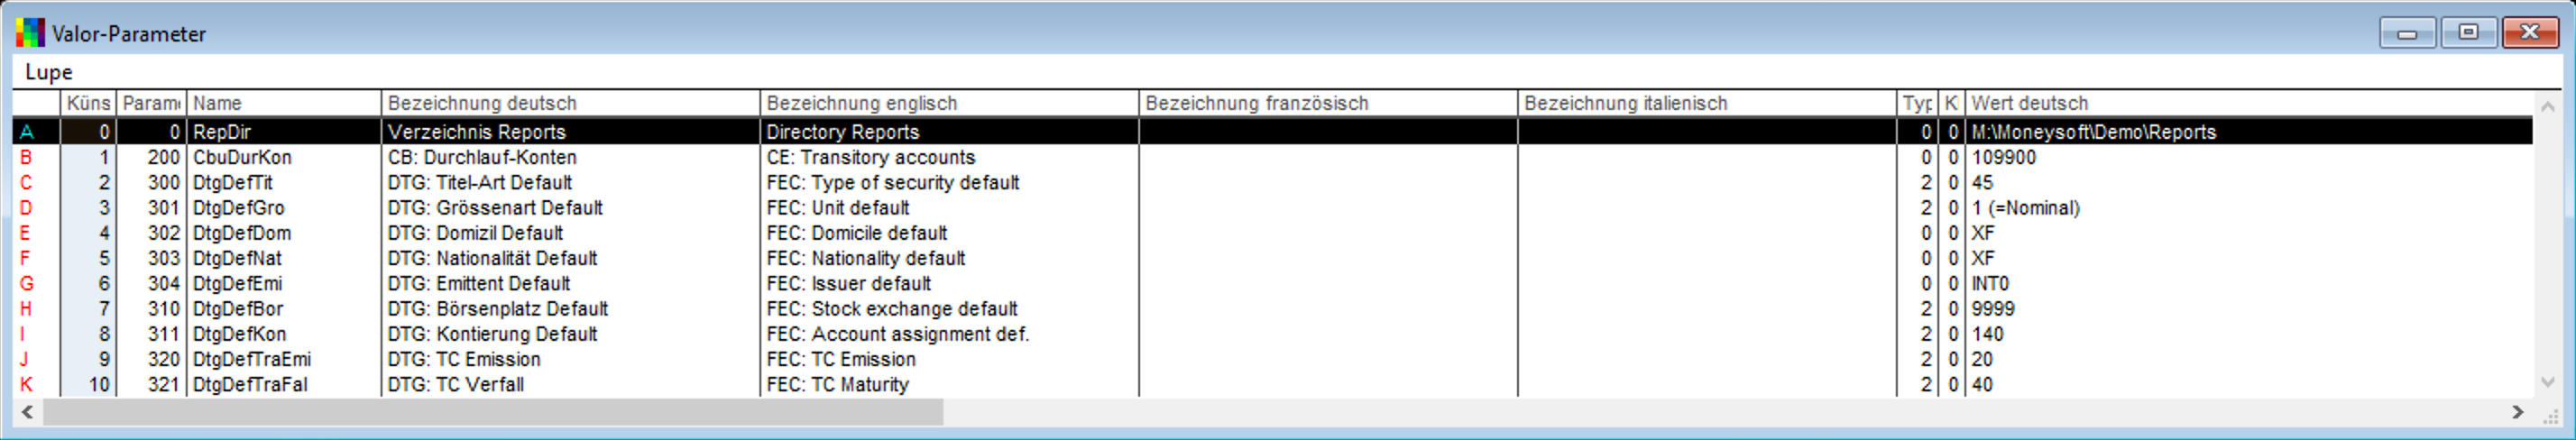 Valor-Parameter
Lupe
Küns Parame Name Bezeichnung deutsch Bezeichnung englisch Bezeichnung französisch Bezeichnung italienisch Typ K Wert deutsch
A 0 0 RepDir Verzeichnis Reports Directory Reports 0 0 M:\Moneysoft\Demo\Reports
B 1 200 CbuDurKon CB: Durchlauf-Konten CE: Transitory accounts 0 0 109900
C 2 300 DtgDefTit DTG: Titel-Art Default FEC: Type of security default 2 0 45
D 3 301 DtgDefGro DTG: Grössenart Default FEC: Unit default 2 0 1 (=Nominal)
E 4 302 DtgDefDom DTG: Domizil Default FEC: Domicile default 0 0 XF
F 5 303 DtgDefNat DTG: Nationalität Default FEC: Nationality default 0 0 XF
G 6 304 DtgDefEmi DTG: Emittent Default FEC: Issuer default 0 0 INT0
H 7 310 DtgDefBor DTG: Börsenplatz Default FEC: Stock exchange default 2 0 9999
I 8 311 DtgDefKon DTG: Kontierung Default FEC: Account assignment def. 2 0 140
J 9 320 DtgDefTraEmi DTG: TC Emission FEC: TC Emission 2 0 20
K 10 321 DtgDefTraFal DTG: TC Verfall FEC: TC Maturity 2 0 40